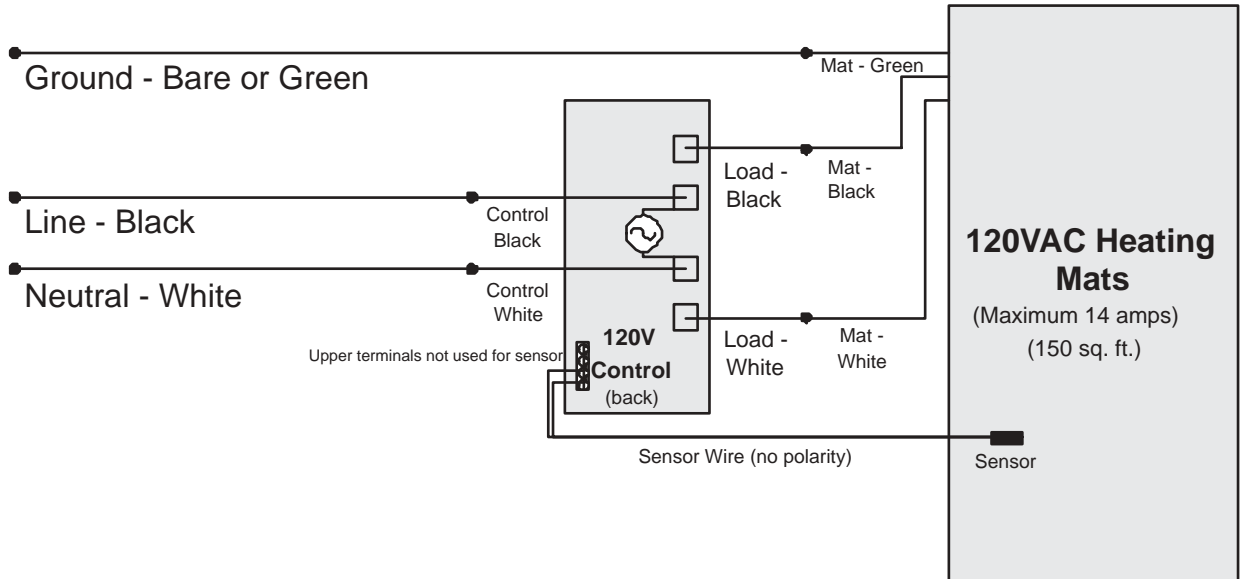 Ground - Bare or Green
Mat - Green
Load -
Black
Mat -
Black
Line - Black
Control
Black
Neutral - White
Control
White
120VAC Heating
Mats
(Maximum 14 amps)
(150 sq. ft.)
Upper terminals not used for sensor
120V
Control
(back)
Load -
White
Mat -
White
Sensor Wire (no polarity)
Sensor